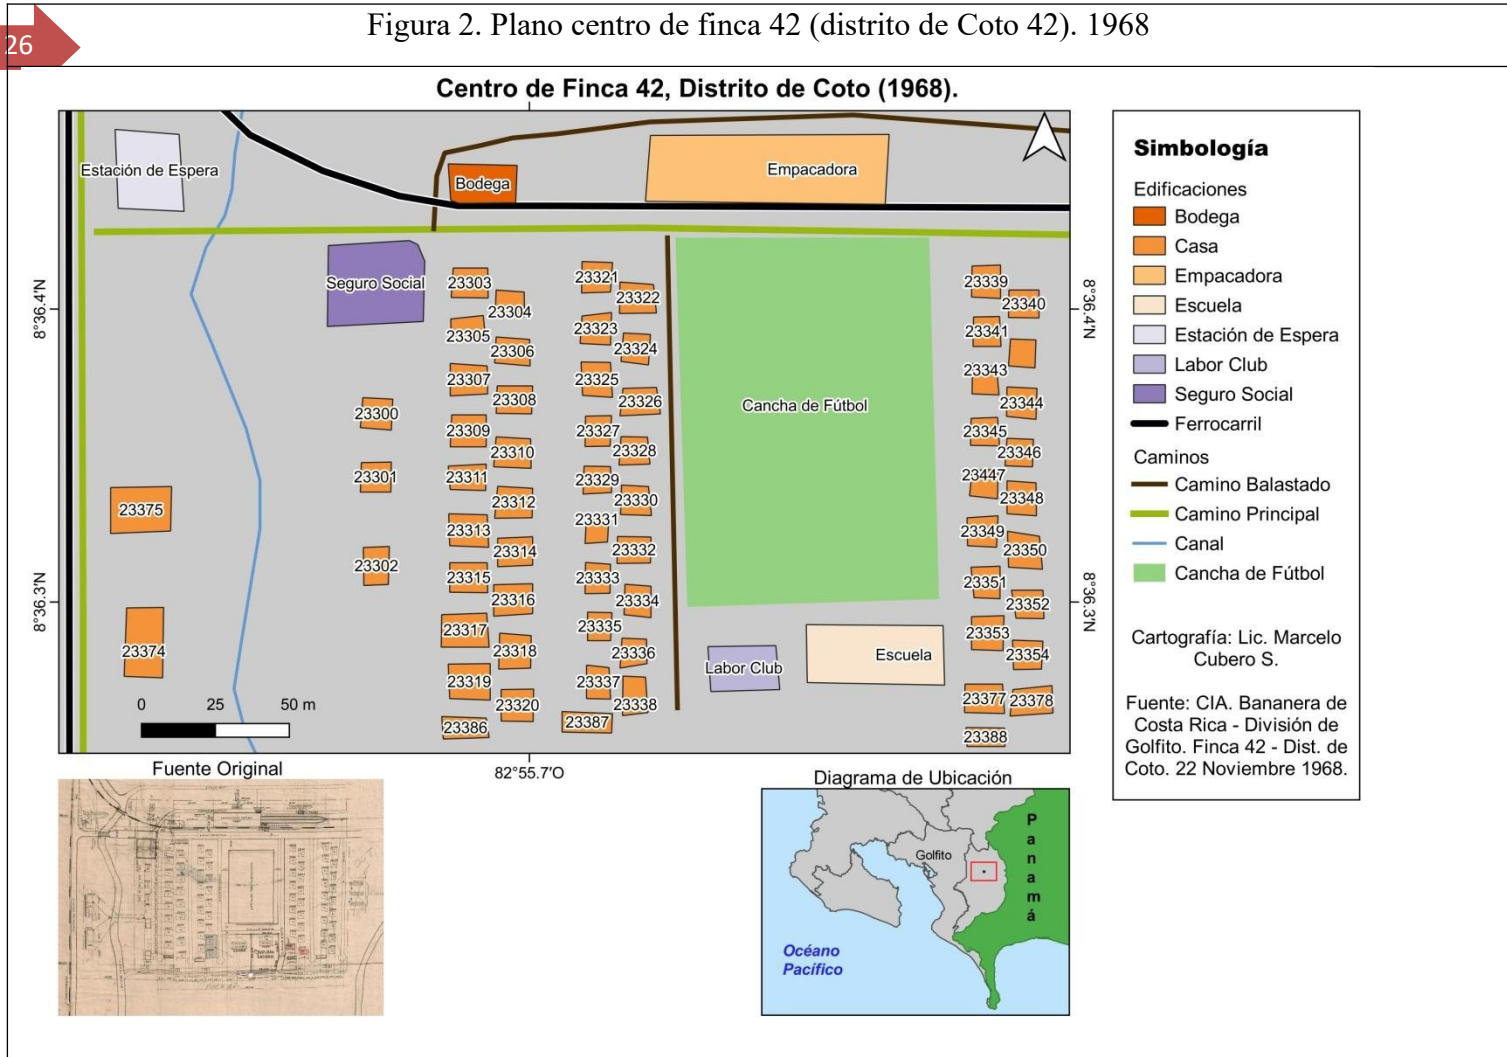 26
Figura 2. Plano centro de finca 42 (distrito de Coto 42). 1968
Centro de Finca 42, Distrito de Coto (1968).
Estación de Espera
Bodega
Empacadora
Seguro Social
Cancha de Fútbol
Labor Club
Escuela
23375
23374
23300
23301
23302
23303
23304
23305
23306
23307
23308
23309
23310
23311
23312
23313
23314
23315
23316
23317
23318
23319
23320
23386
23321
23322
23323
23324
23325
23326
23327
23328
23329
23330
23331
23332
23333
23334
23335
23336
23337
23338
23387
23339
23340
23341
23343
23344
23345
23346
23447
23348
23349
23350
23351
23352
23353
23354
23377
23378
23388
0 25 50 m
8°36.4'N
8°36.3'N
8°36.4'N
8°36.3'N
82°55.7'O
Simbología
Edificaciones
Bodega
Casa
Empacadora
Escuela
Estación de Espera
Labor Club
Seguro Social
Ferrocarril
Caminos
Camino Balastado
Camino Principal
Canal
Cancha de Fútbol
Cartografía: Lic. Marcelo
Cubero S.
Fuente: CIA. Bananera de
Costa Rica - División de
Golfito. Finca 42 - Dist. de
Coto. 22 Noviembre 1968.
Fuente Original
Diagrama de Ubicación
Golfito
Panamá
Océano
Pacífico